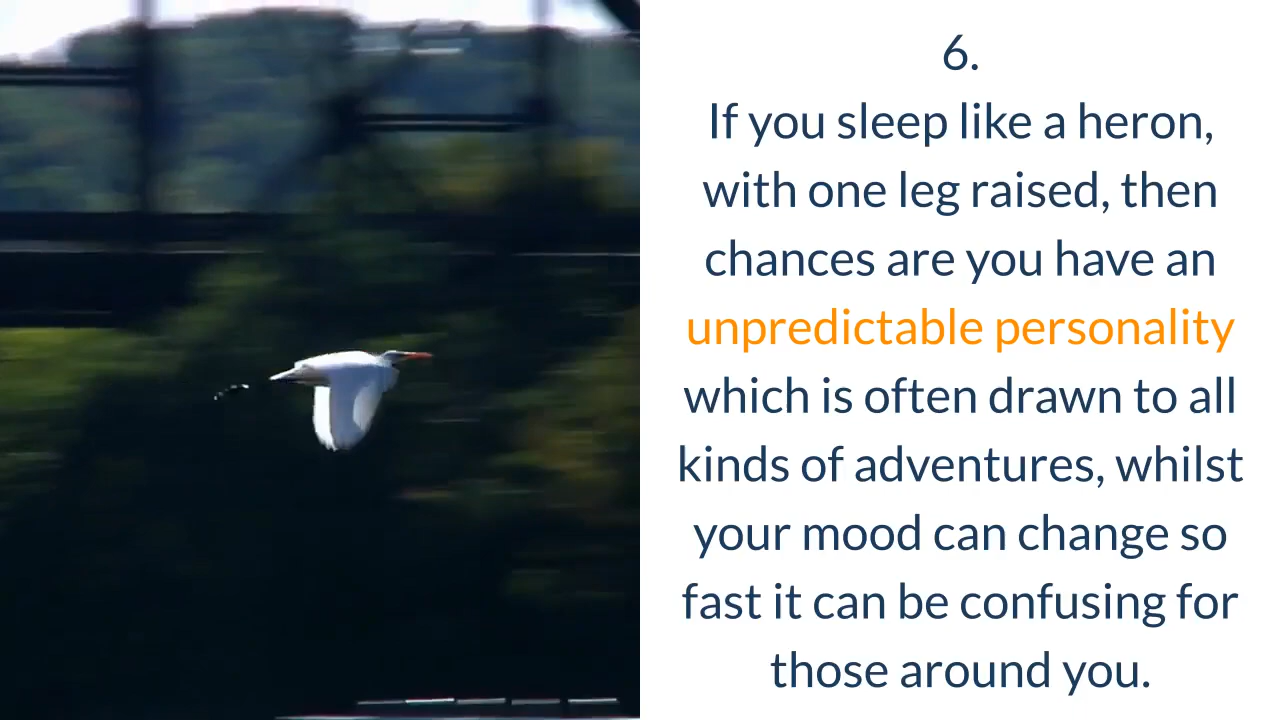 6.
If you sleep like a heron,
with one leg raised, then
chances are you have an
unpredictable personality
which is often drawn to all
kinds of adventures, whilst
your mood can change so
fast it can be confusing for
those around you.